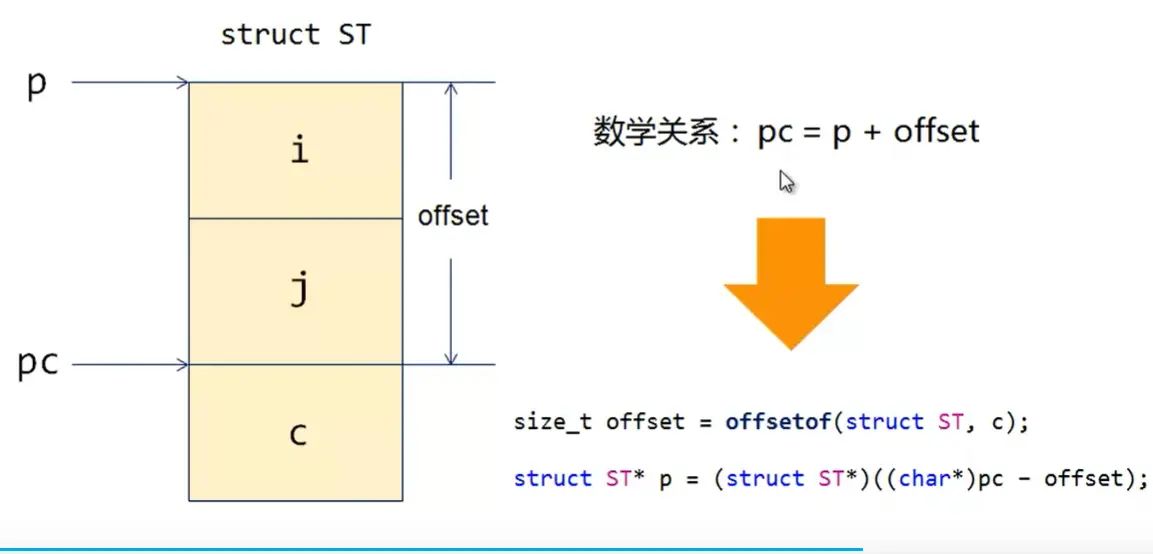 struct ST
p
i
数学关系：pc = p + offset
offset
j
pc
c
size_t offset = offsetof(struct ST, c);
struct ST* p = (struct ST*)((char*)pc - offset);